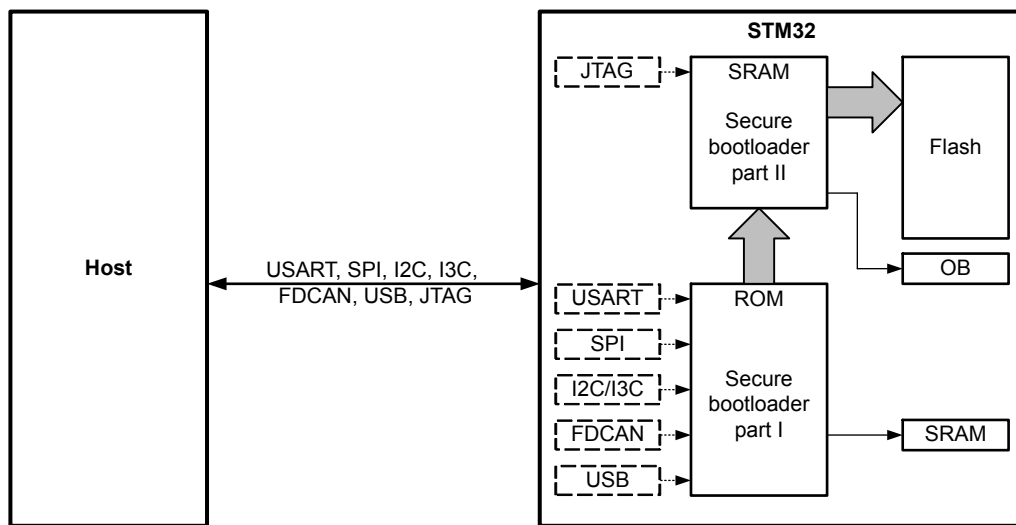 Host
USART, SPI, I2C, I3C,
FDCAN, USB, JTAG
STM32
JTAG
SRAM
Secure
bootloader
part II
Flash
OB
USART
SPI
I2C/I3C
FDCAN
USB
ROM
Secure
bootloader
part I
SRAM